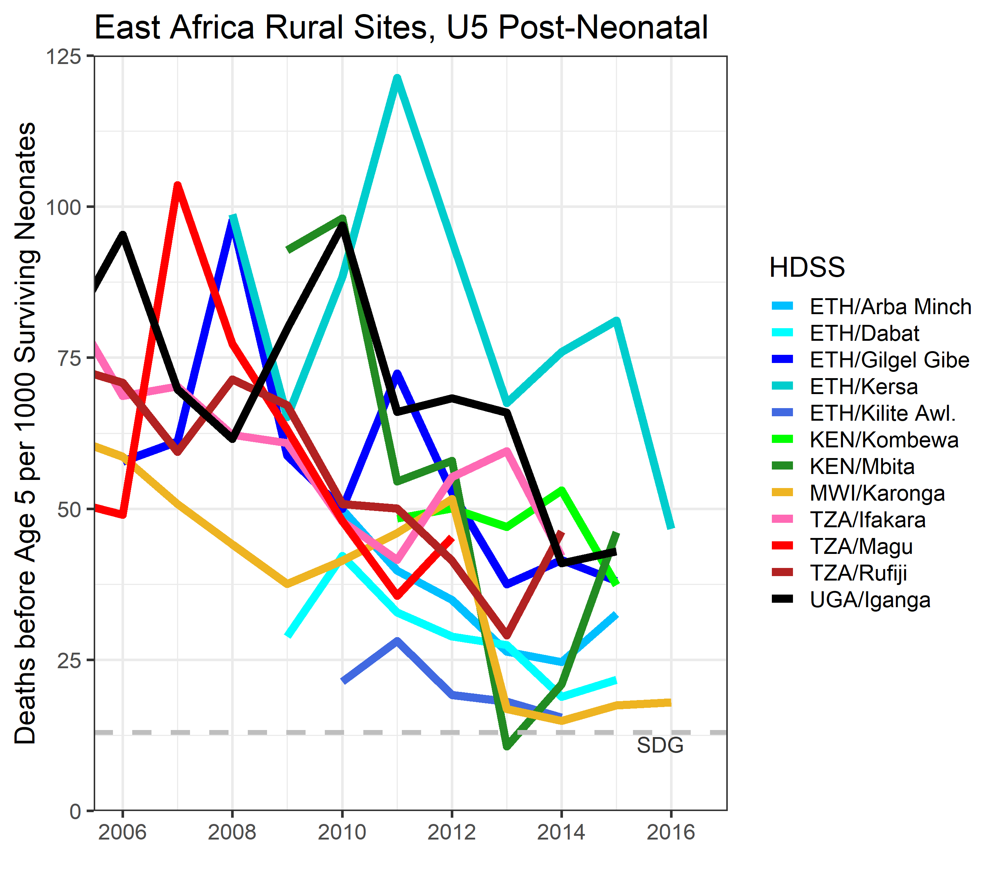 East Africa Rural Sites, U5 Post-Neonatal
Deaths before Age 5 per 1000 Surviving Neonates
125
100
75
50
25
0
SDG
2006 2008 2010 2012 2014 2016
HDSS
ETH/Arba Minch
ETH/Dabat
ETH/Gilgel Gibe
ETH/Kersa
ETH/Kilite Awl.
KEN/Kombewa
KEN/Mbita
MWI/Karonga
TZA/Ifakara
TZA/Magu
TZA/Rufiji
UGA/Iganga